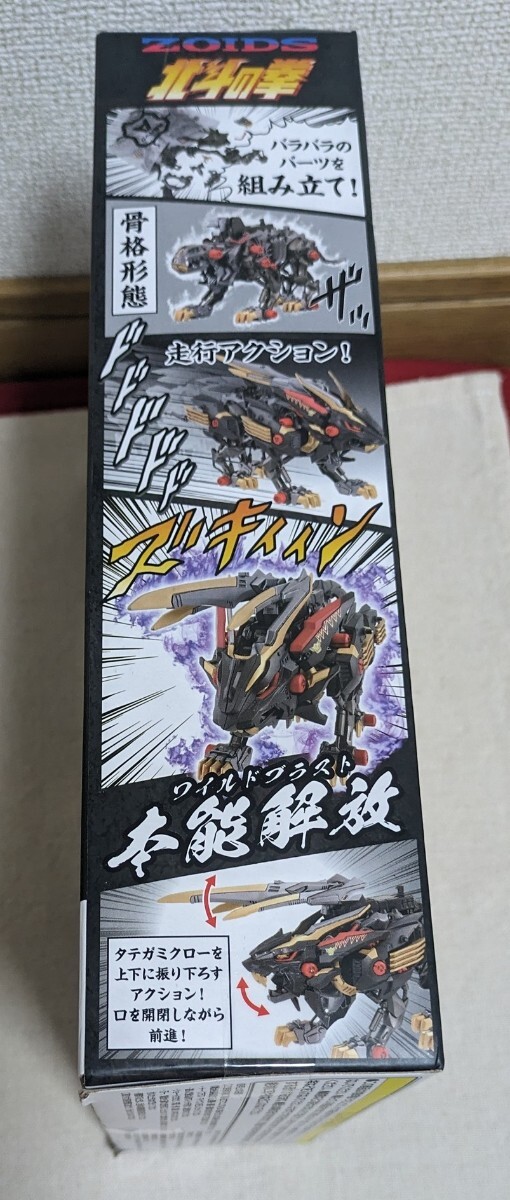 ZOIDS
北斗の拳
バラバラの
パーツを
組み立て!
骨格形態
ザッ
走行アクション!
ドドドドド
ズキィィン
ワイルドブラスト
本能解放
タテガミクローを
上下に振り下ろす
アクション!
口を開閉しながら
前進!